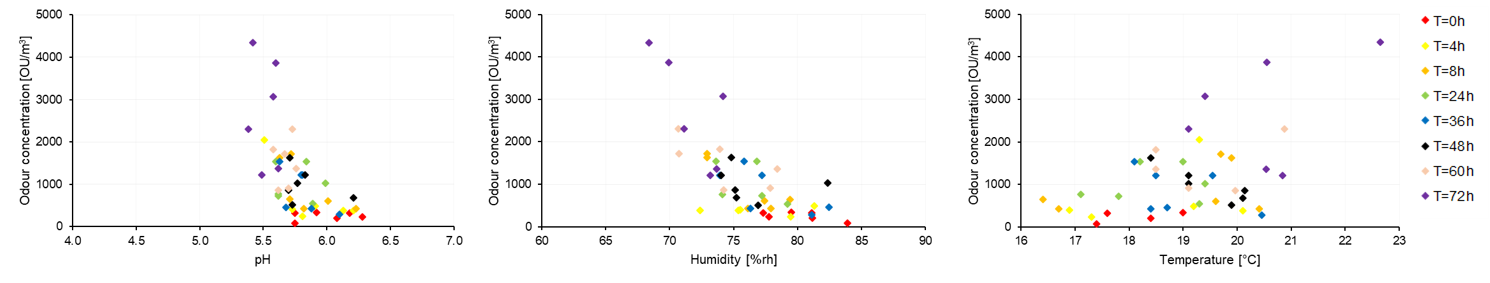 Odour concentration [OU/m³]
5000
4000
3000
2000
1000
0
4.0 4.5 5.0 5.5 6.0 6.5 7.0
pH
Odour concentration [OU/m³]
5000
4000
3000
2000
1000
0
60 65 70 75 80 85 90
Humidity [%rh]
Odour concentration [OU/m³]
5000
4000
3000
2000
1000
0
16 17 18 19 20 21 22 23
Temperature [°C]
T=0h
T=4h
T=8h
T=24h
T=36h
T=48h
T=60h
T=72h